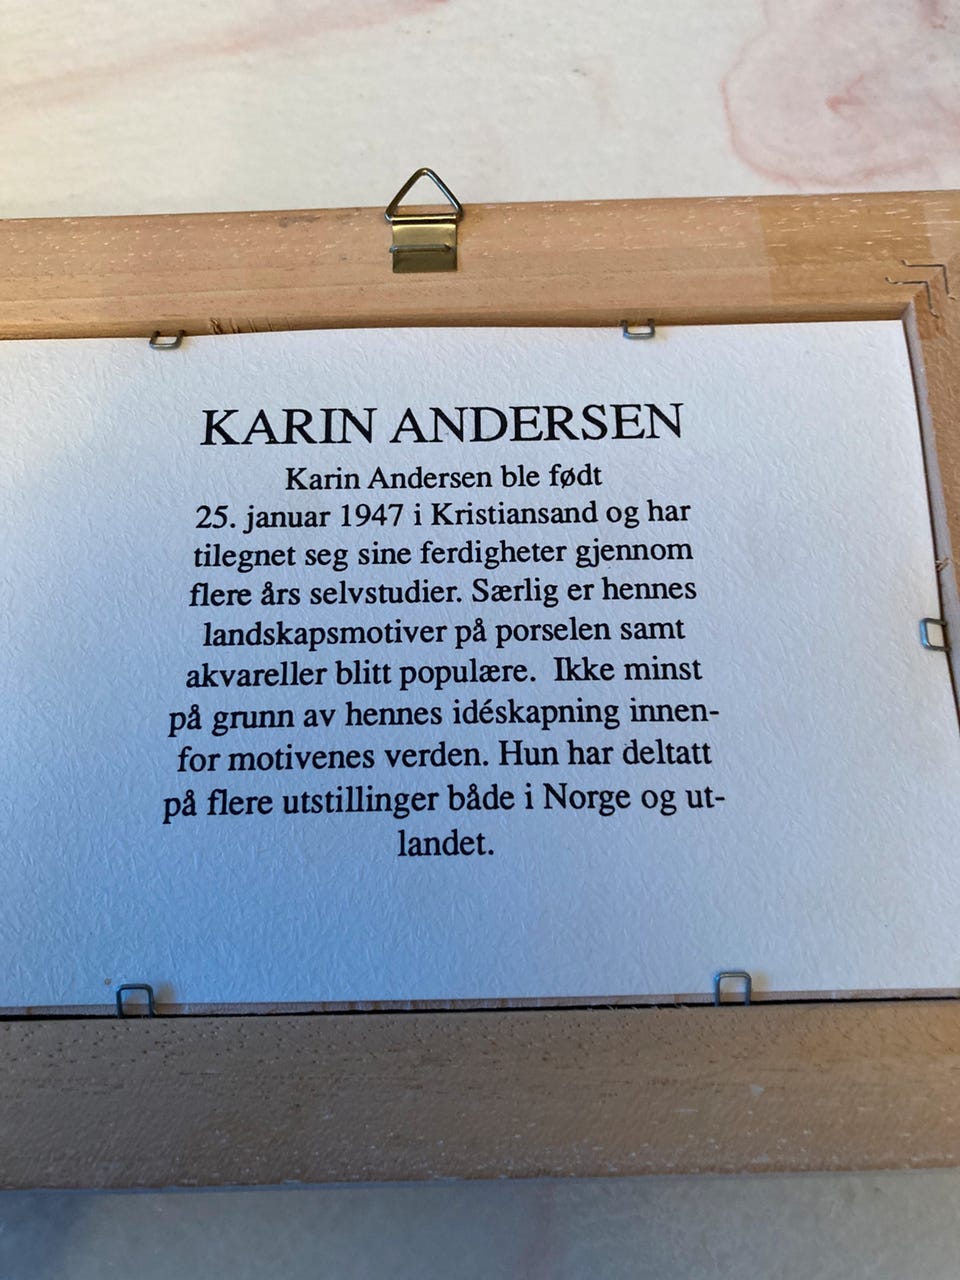 KARIN ANDERSEN
Karin Andersen ble født
25. januar 1947 i Kristiansand og har
tilegnet seg sine ferdigheter gjennom
flere års selvstudier. Særlig er hennes
landskapsmotiver på porselen samt
akvareller blitt populære.  Ikke minst
på grunn av hennes idéskapning innen-
for motivenes verden. Hun har deltatt
på flere utstillinger både i Norge og ut-
landet.